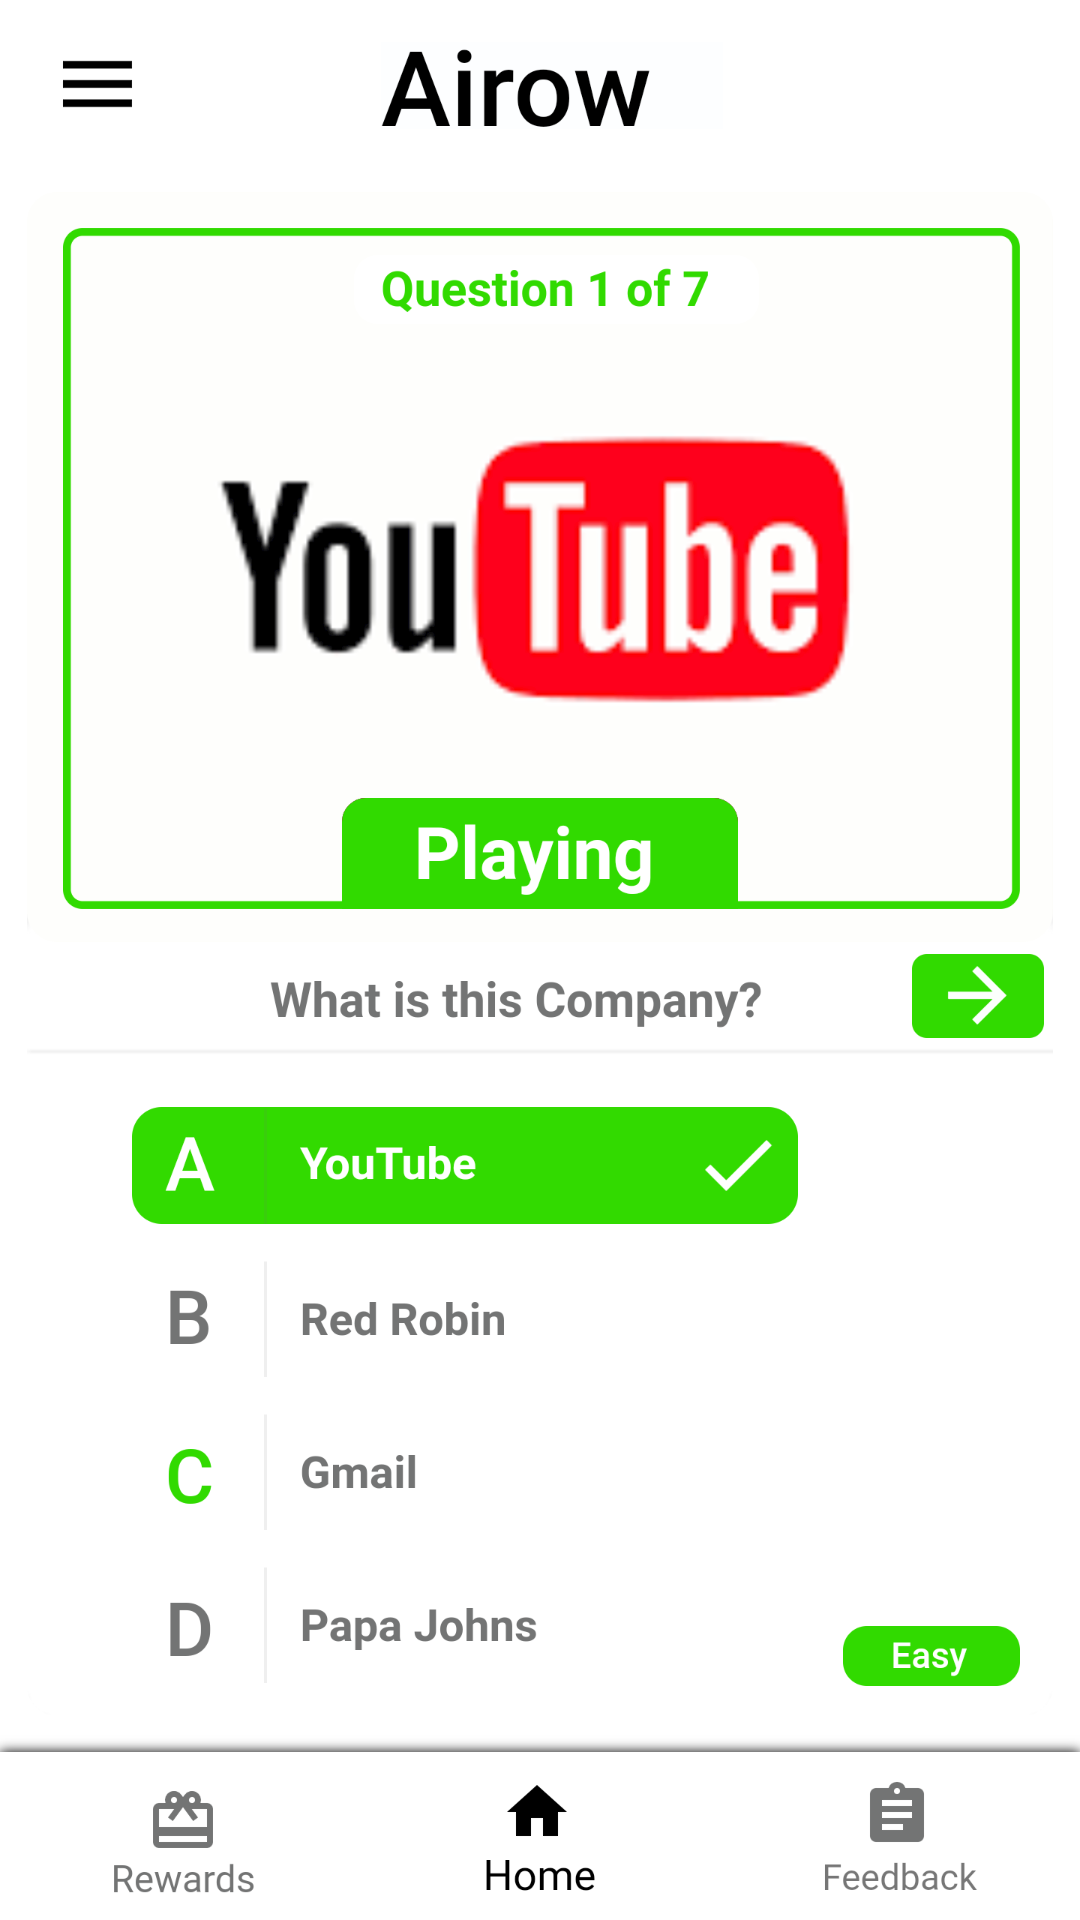 Airow
Question 1 of 7
YouTube
Playing
What is this Company?
A YouTube
B Red Robin
C Gmail
D Papa Johns
Easy
Rewards Home Feedback